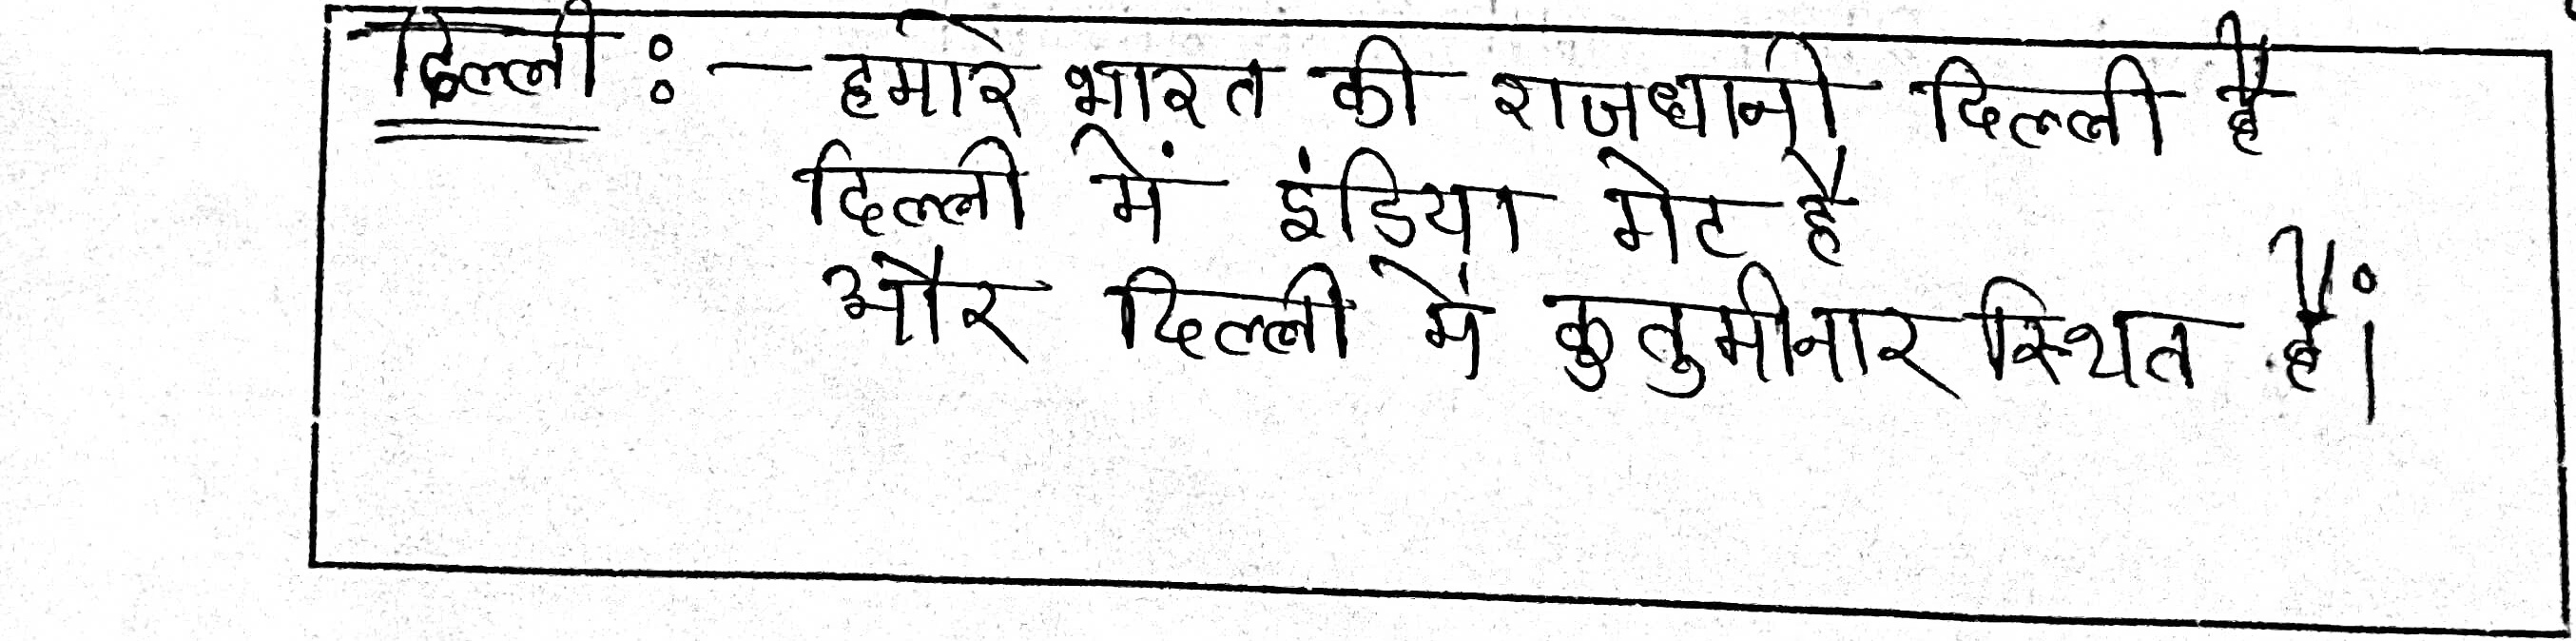 दिल्ली :- हमारे भारत की राजधानी दिल्ली है
दिल्ली में इंडिया गेट है
और दिल्ली में कुतुमीनार स्थित हैं।